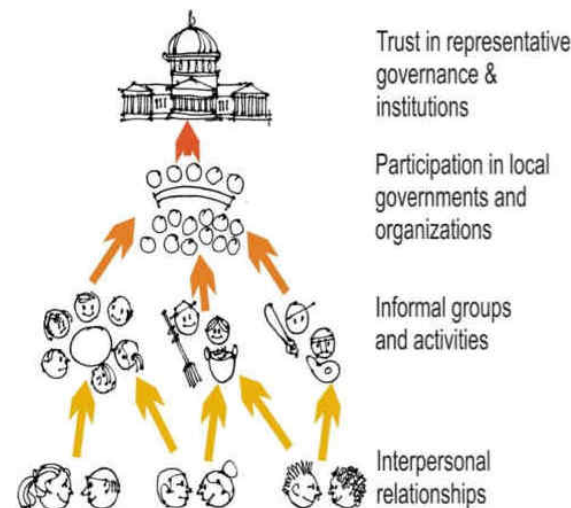 Trust in representative
governance &
institutions
Participation in local
governments and
organizations
Informal groups
and activities
Interpersonal
relationships